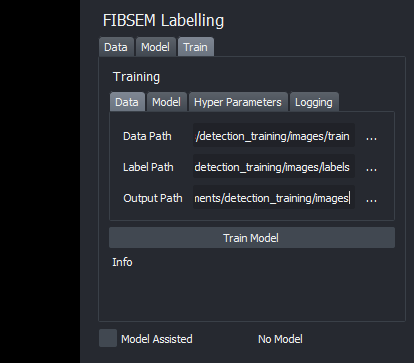 FIBSEM Labelling
Data Model Train
Training
Data Model Hyper Parameters Logging
Data Path /detection_training/images/train ...
Label Path detection_training/images/labels ...
Output Path ments/detection_training/images ...
Train Model
Info
Model Assisted No Model